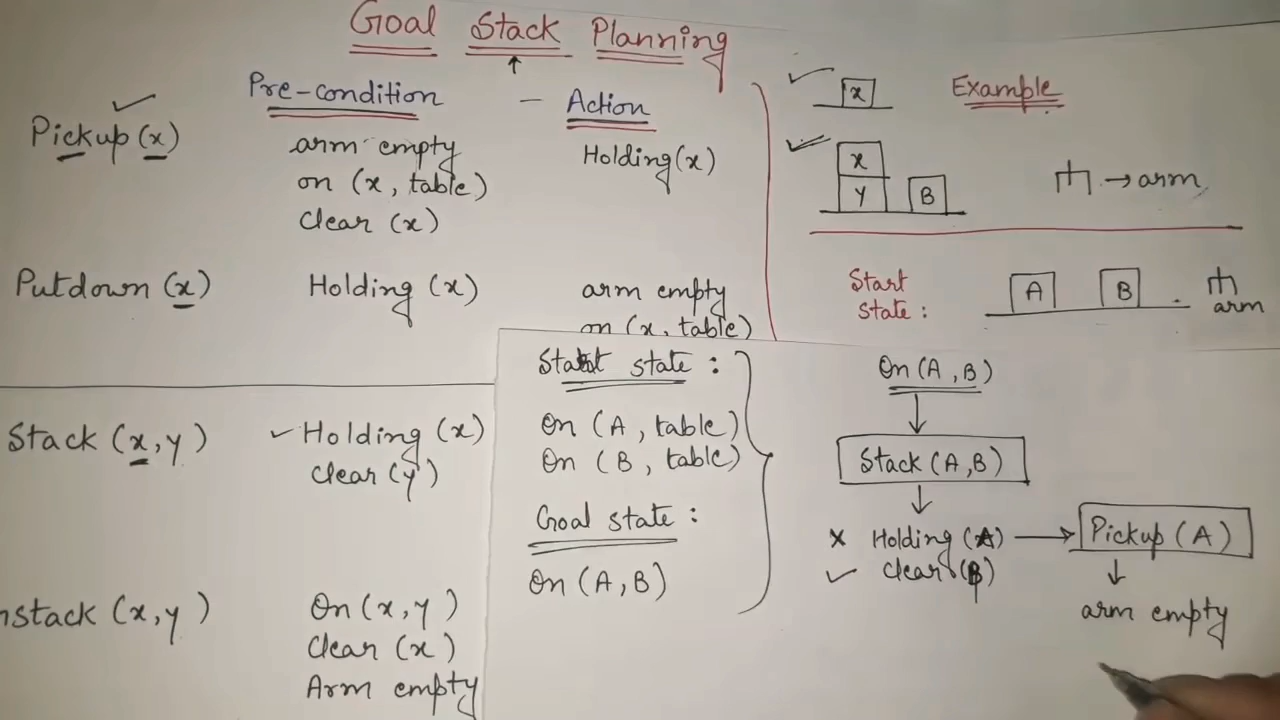 Goal Stack Planning
Pre-condition - Action
Pickup (x)
arm empty
on (x, table)
clear (x)
Holding (x)
Putdown (x)
Holding (x)
arm empty
on (x, table)
Stack (x, y)
Holding (x)
clear (y)
nstack (x, y)
On (x, y)
Clear (x)
Arm empty
Start state :
On (A, table)
On (B, table)
Goal state :
On (A, B)
x
Example
x
Y
B
→ arm
Start
state :
A
B
arm
On (A, B)
Stack (A, B)
Holding (A)
clear (B)
Pickup (A)
arm empty